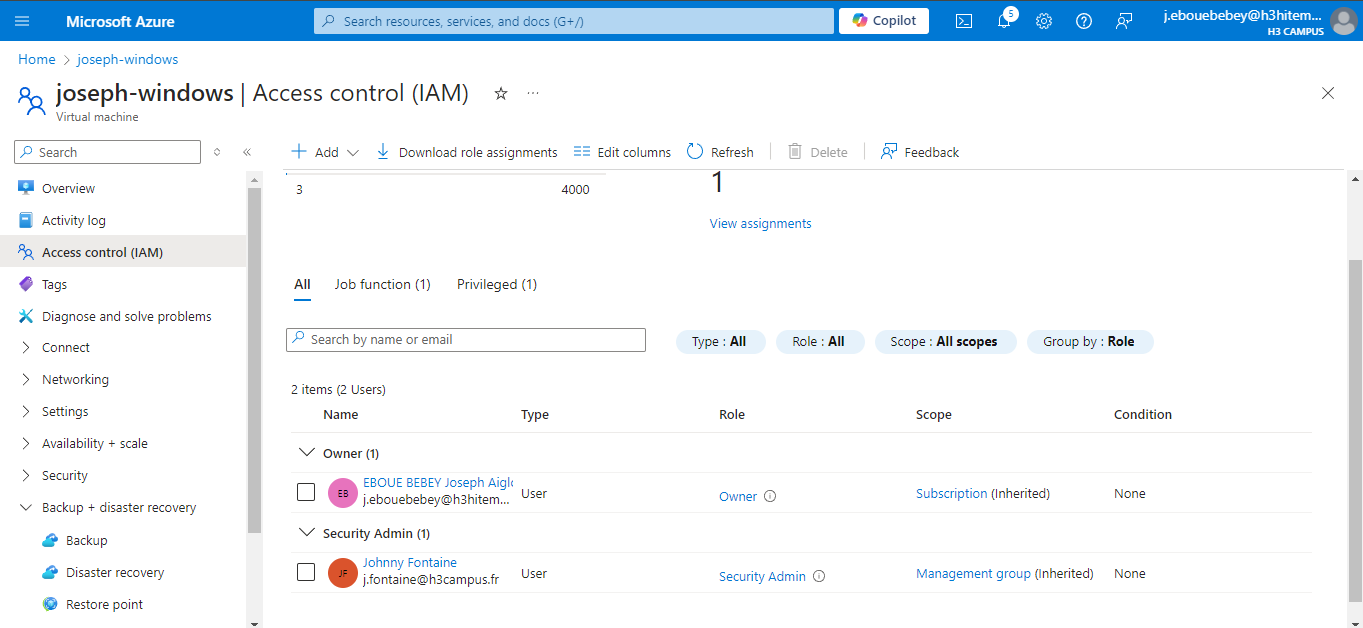 Microsoft Azure
Search resources, services, and docs (G+/)
Copilot
5
j.ebouebebey@h3hitem...
H3 CAMPUS
Home > joseph-windows
joseph-windows | Access control (IAM)
Virtual machine
Search
Add
Download role assignments
Edit columns
Refresh
Delete
Feedback
Overview
Activity log
Access control (IAM)
Tags
Diagnose and solve problems
Connect
Networking
Settings
Availability + scale
Security
Backup + disaster recovery
Backup
Disaster recovery
Restore point
3
4000
1
View assignments
All
Job function (1)
Privileged (1)
Search by name or email
Type : All
Role : All
Scope : All scopes
Group by : Role
2 items (2 Users)
Name Type Role Scope Condition
Owner (1)
EB
EBOUE BEBEY Joseph Aiglo
j.ebouebebey@h3hitem...
User
Owner
Subscription (Inherited)
None
Security Admin (1)
JF
Johnny Fontaine
j.fontaine@h3campus.fr
User
Security Admin
Management group (Inherited)
None